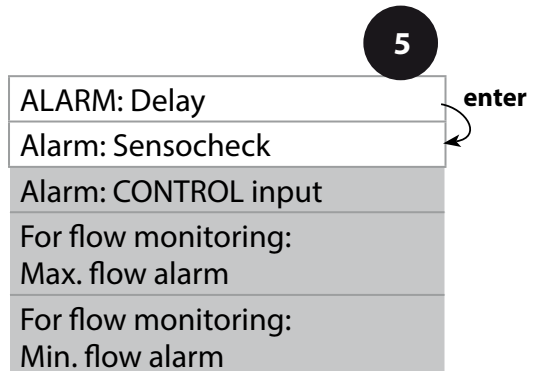 5
ALARM: Delay
enter
Alarm: Sensocheck
Alarm: CONTROL input
For flow monitoring:
Max. flow alarm
For flow monitoring:
Min. flow alarm